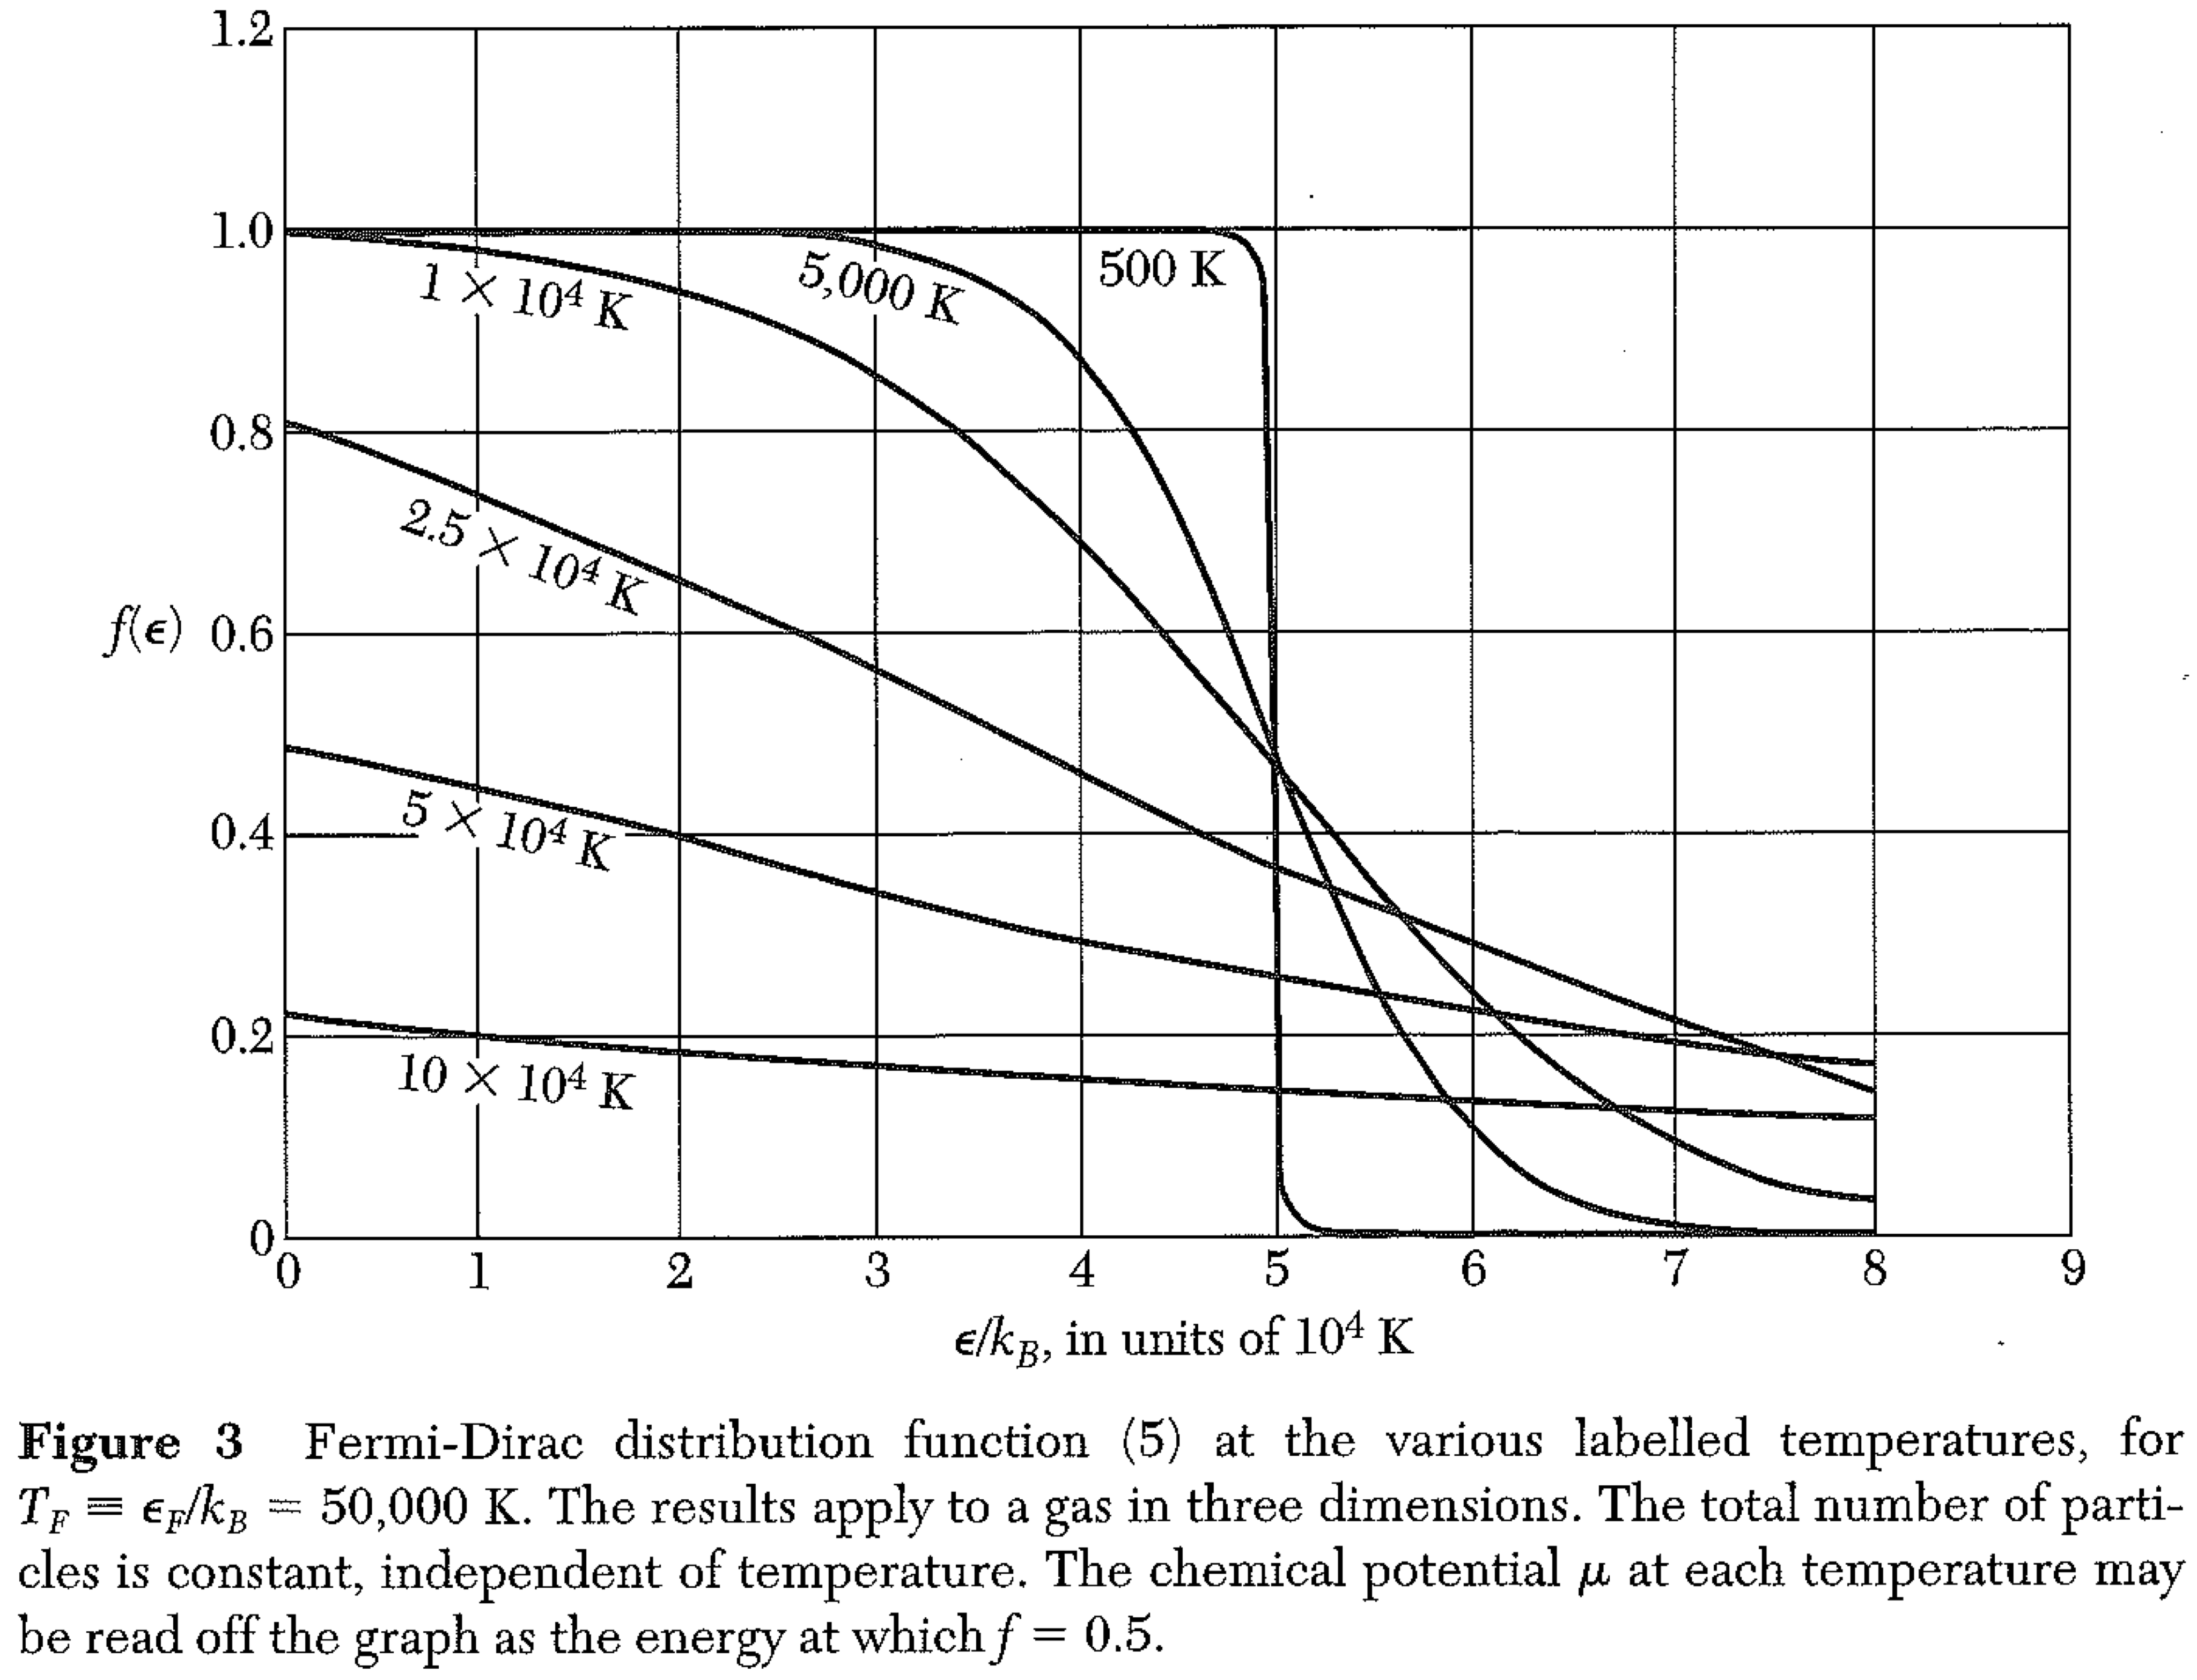 1.2
1.0
500 K
5,000 K
1 × 10⁴ K
0.8
2.5 × 10⁴ K
f(ϵ) 0.6
5 × 10⁴ K
0.4
0.2
10 × 10⁴ K
0
0 1 2 3 4 5 6 7 8 9
ϵ/k_B, in units of 10⁴ K
Figure 3 Fermi-Dirac distribution function (5) at the various labelled temperatures, for
T_F ≡ ϵ_F/k_B = 50,000 K. The results apply to a gas in three dimensions. The total number of parti-
cles is constant, independent of temperature. The chemical potential μ at each temperature may
be read off the graph as the energy at which f = 0.5.